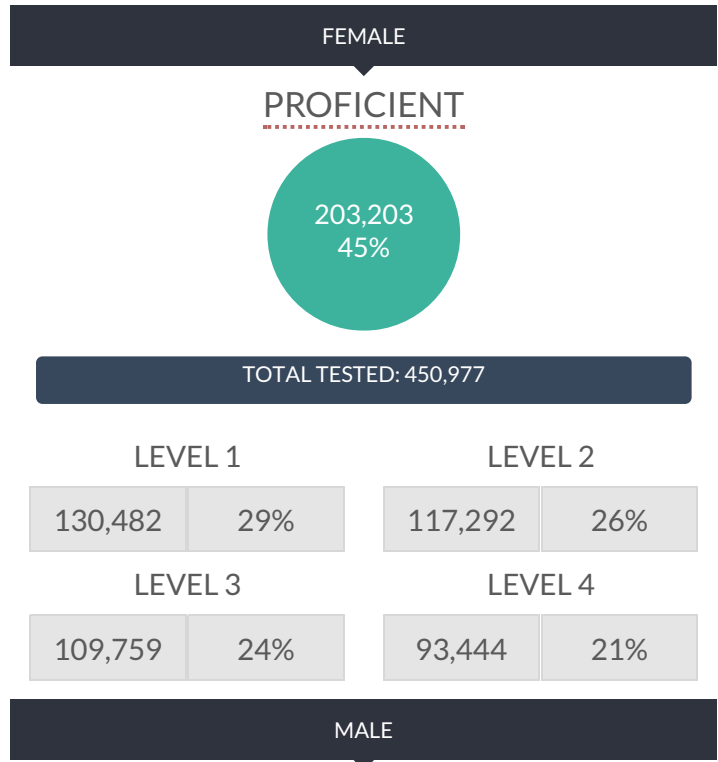 FEMALE
PROFICIENT
203,203
45%
TOTAL TESTED: 450,977
LEVEL 1
LEVEL 2
130,482 29%
117,292 26%
LEVEL 3
LEVEL 4
109,759 24%
93,444 21%
MALE